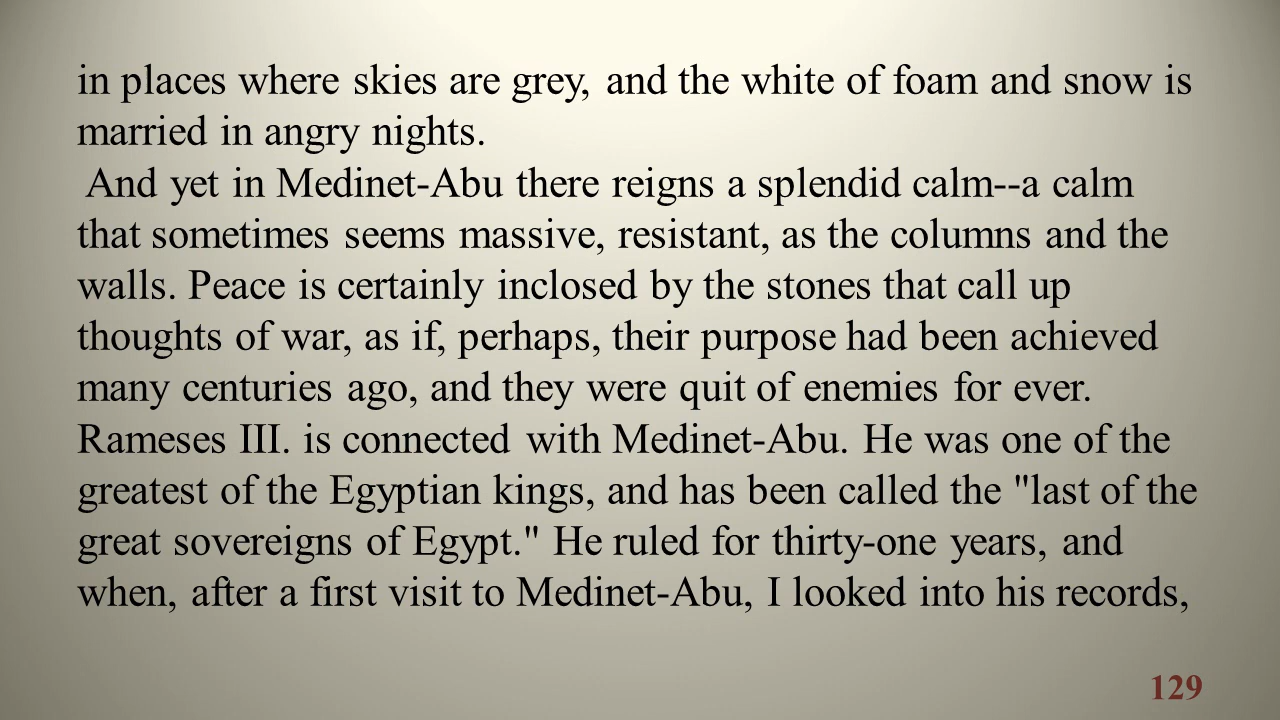 in places where skies are grey, and the white of foam and snow is
married in angry nights.
And yet in Medinet-Abu there reigns a splendid calm--a calm
that sometimes seems massive, resistant, as the columns and the
walls. Peace is certainly inclosed by the stones that call up
thoughts of war, as if, perhaps, their purpose had been achieved
many centuries ago, and they were quit of enemies for ever.
Rameses III. is connected with Medinet-Abu. He was one of the
greatest of the Egyptian kings, and has been called the "last of the
great sovereigns of Egypt." He ruled for thirty-one years, and
when, after a first visit to Medinet-Abu, I looked into his records,
129